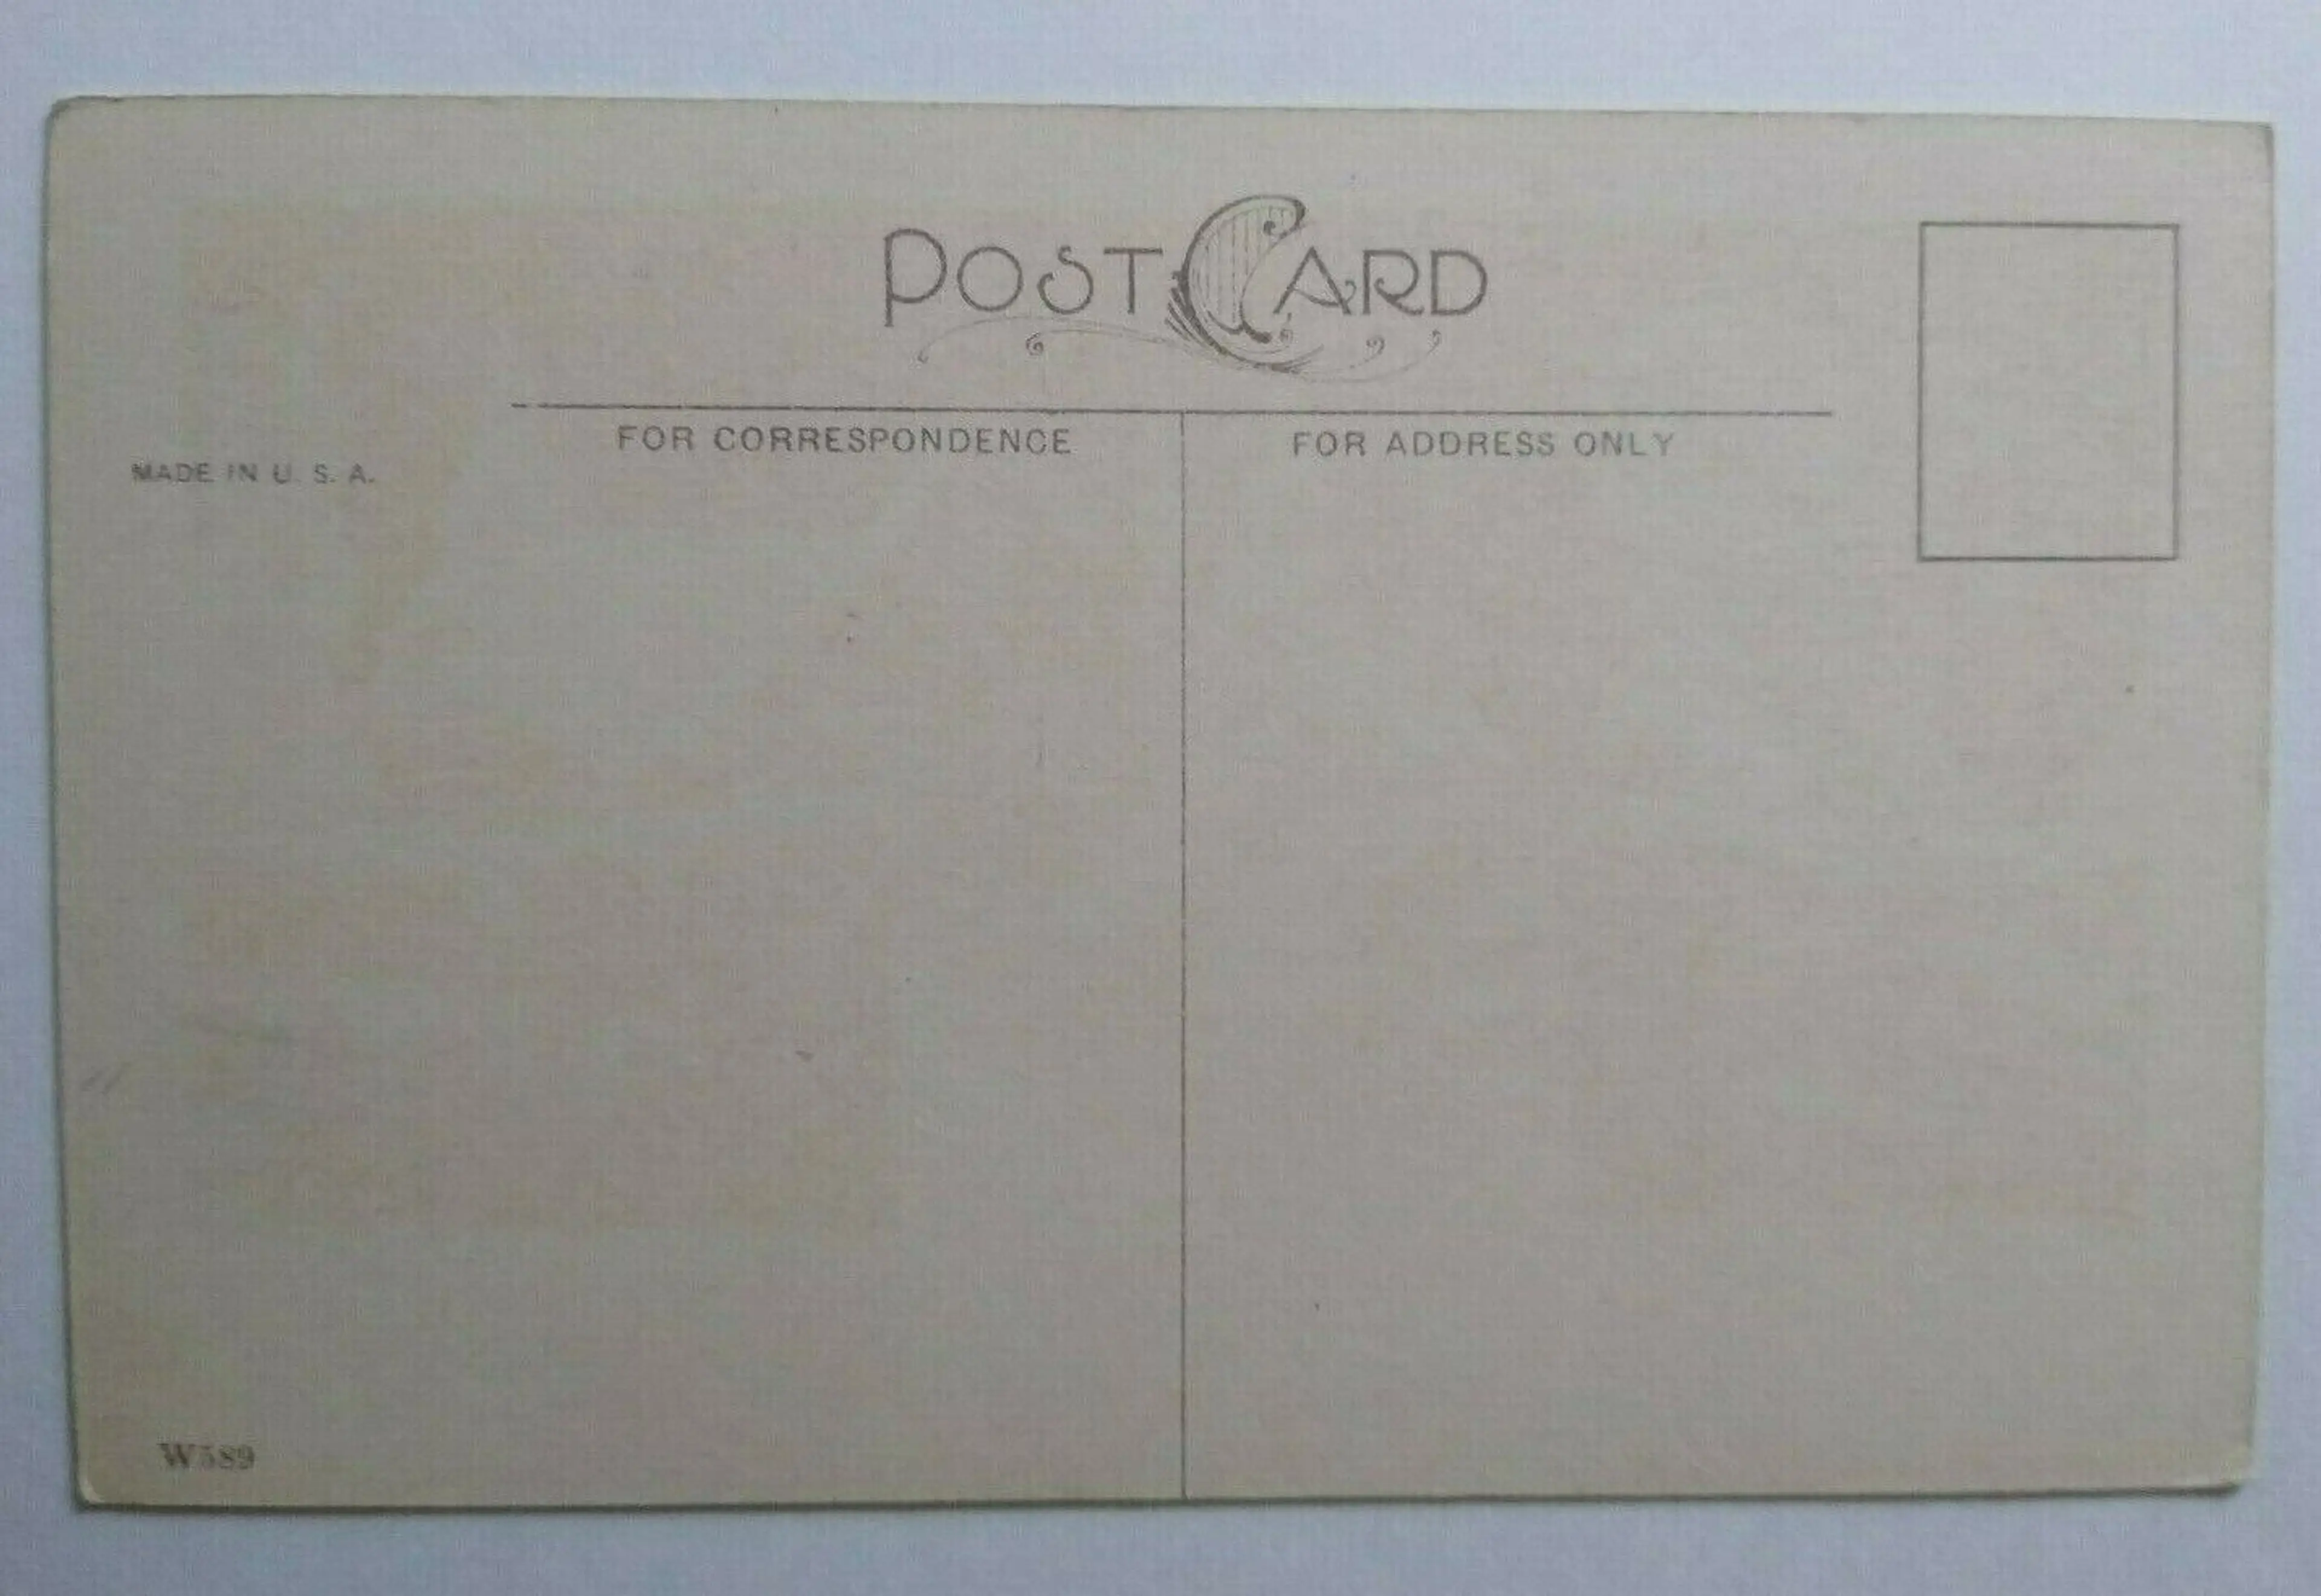 POST CARD
FOR CORRESPONDENCE
FOR ADDRESS ONLY
MADE IN U. S. A.
W589